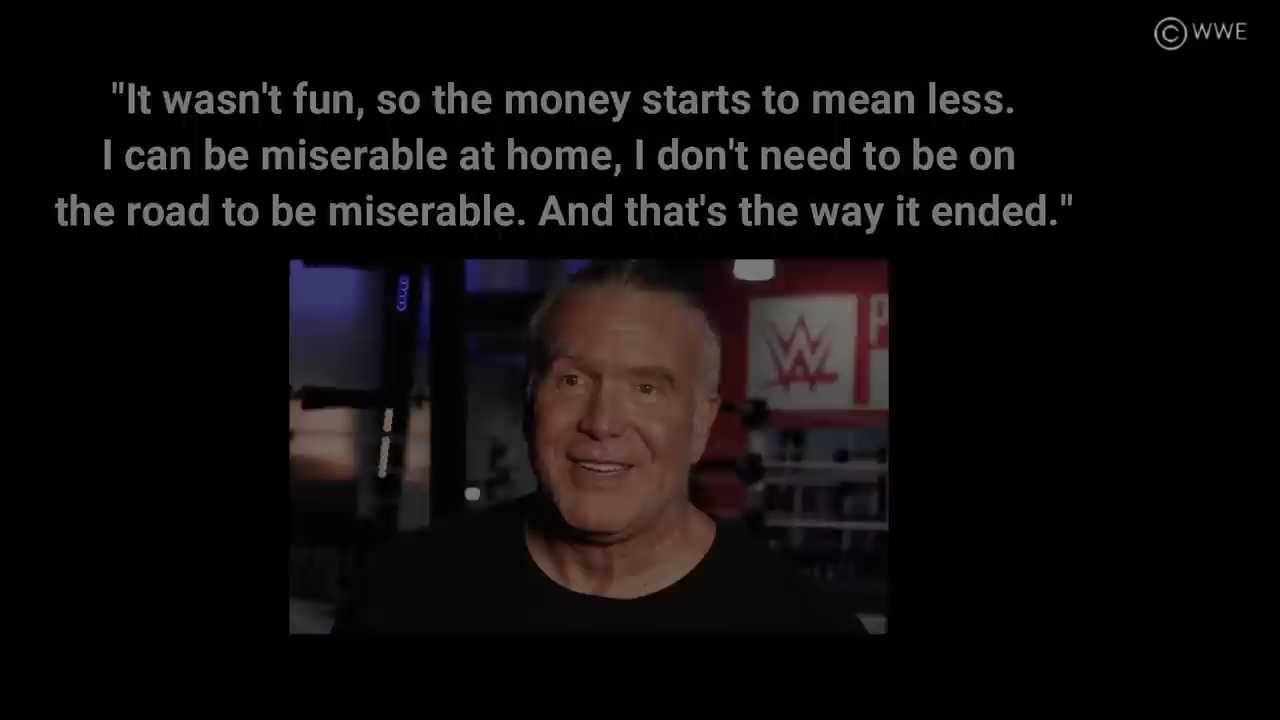 ©WWE
"It wasn't fun, so the money starts to mean less.
I can be miserable at home, I don't need to be on
the road to be miserable. And that's the way it ended."
W
P